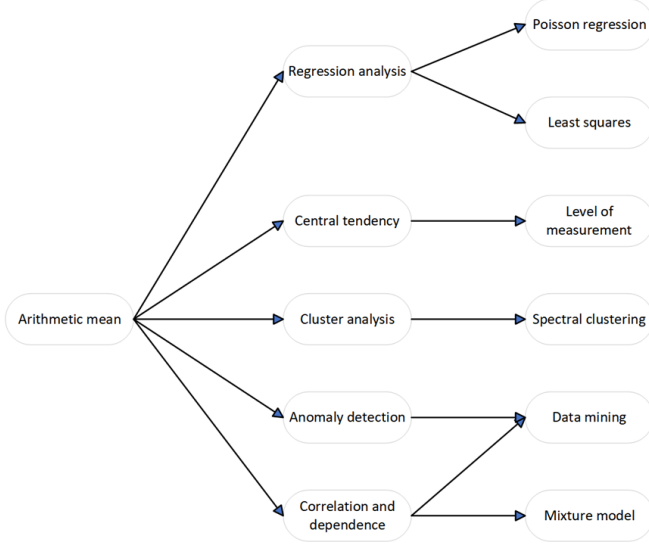 Poisson regression
Regression analysis
Least squares
Central tendency
Level of
measurement
Arithmetic mean
Cluster analysis
Spectral clustering
Anomaly detection
Data mining
Correlation and
dependence
Mixture model